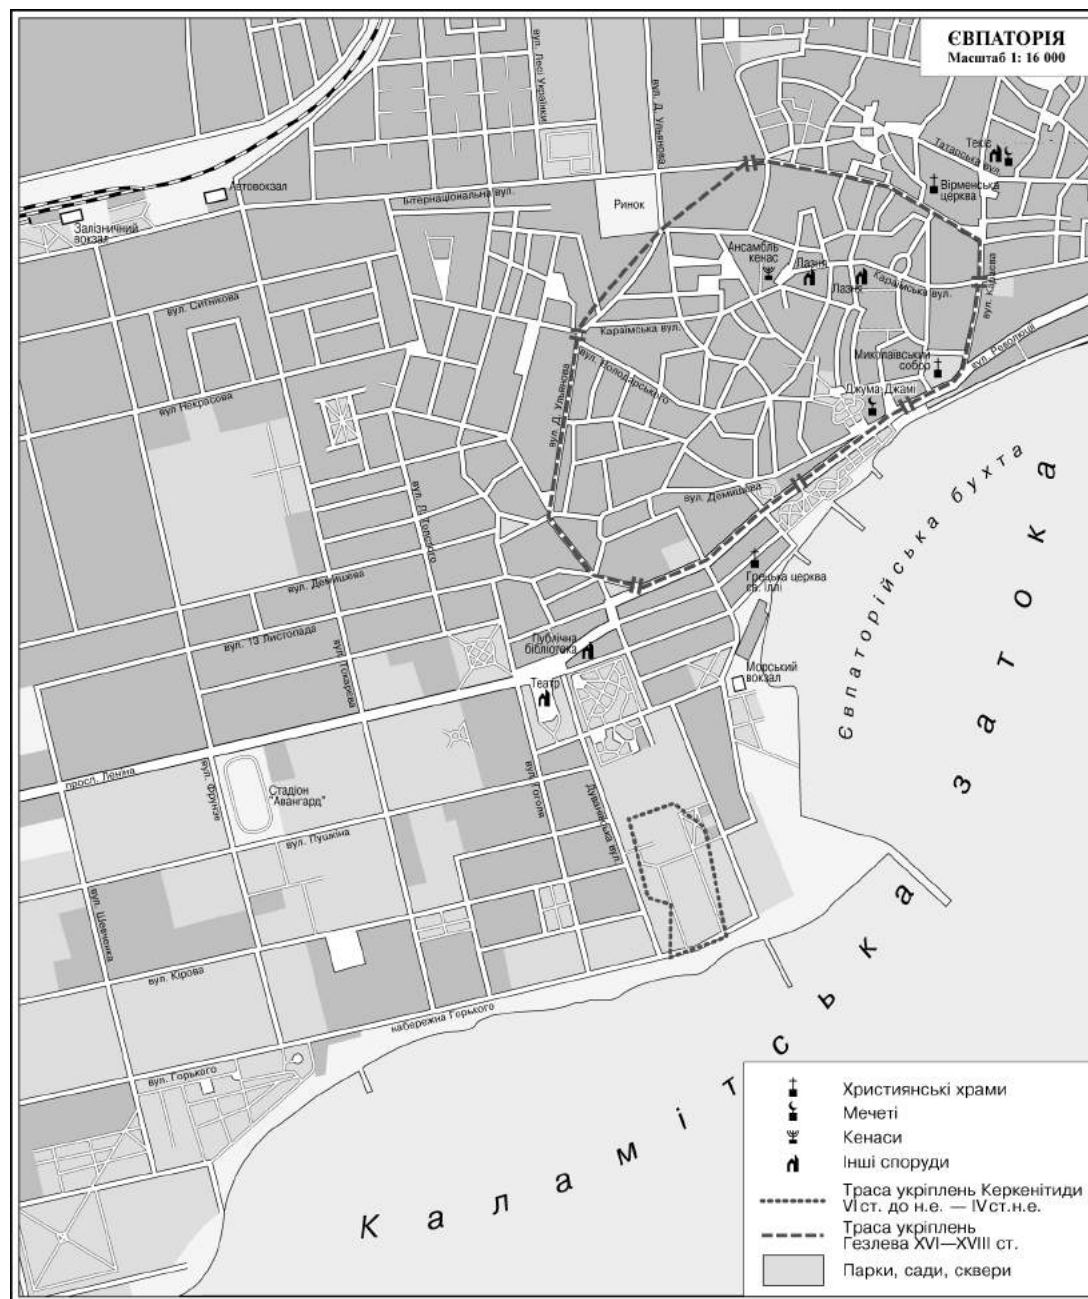 ЄВПАТОРІЯ
Масштаб 1: 16 000
вул. Лесі Українки
вул. Д. Ульянова
Текіє
Татарська вул.
Вірменська
церква
Автовокзал
Інтернаціональна вул.
Ринок
Залізничний
вокзал
Ансамбль
кенас
Лазня
Лазня
Караїмська вул.
вул. Караєва
вул. Ситникова
Караїмська вул.
вул. Революції
вул. Володарського
Миколаївський
собор
вул. Д. Ульянова
Джума Джамі
вул Некрасова
вул. Демишева
вул. Л. Толстого
Євпаторійська бухта
вул. Демишева
Грецька церква
св. Іллі
вул. 13 Листопада
Публічна
бібліотека
вул. Токарєва
Театр
Морський
вокзал
просп. Леніна
вул. Фрунзе
Стадіон
"Авангард"
вул. Гоголя
Дуванівська вул.
вул. Пушкіна
вул. Шевченка
вул. Кірова
набережна Горького
вул. Горького
Каламітська затока
Християнські храми
Мечеті
Кенаси
Інші споруди
Траса укріплень Керкенітиди
VI ст. до н.е. — IV ст.н.е.
Траса укріплень
Гезлева XVI—XVIII ст.
Парки, сади, сквери